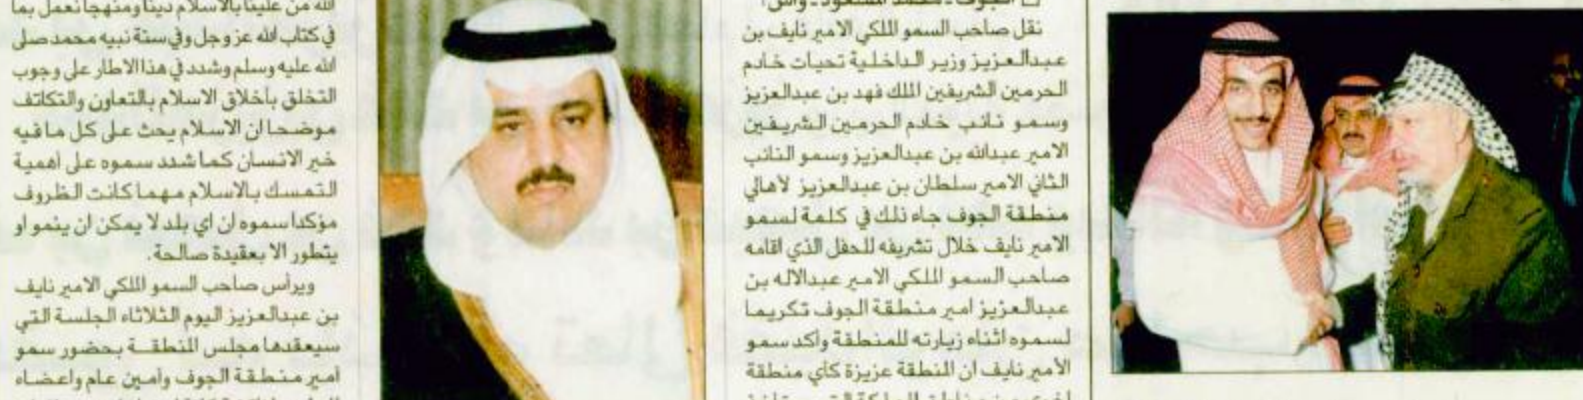 نقل صاحب السمو الملكي الامير نايف بن
عبدالعزيز وزير الداخلية تحيات خادم
الحرمين الشريفين الملك فهد بن عبدالعزيز
وسمو نائب خادم الحرمين الشريفين
الامير عبدالله بن عبدالعزيز وسمو النائب
الثاني الامير سلطان بن عبدالعزيز لاهالي
منطقة الجوف جاء ذلك في كلمة لسمو
الامير نايف خلال تشريفه للحفل الذي اقامه
صاحب السمو الملكي الامير عبدالاله بن
عبدالعزيز امير منطقة الجوف تكريما
لسموه اثناء زيارته للمنطقة واكد سمو
الأمير نايف ان المنطقة عزيزة كأي منطقة
الله من علينا بالاسلام دينا ومنهجا نعمل بما
في كتاب الله عز وجل وفي سنة نبيه محمد صلى
الله عليه وسلم وشدد في هذا الاطار على وجوب
التخلق بأخلاق الاسلام بالتعاون والتكاتف
موضحا ان الاسلام يحث على كل ما فيه
خير الانسان كما شدد سموه على اهمية
التمسك بالاسلام مهما كانت الظروف
مؤكدا سموه ان اي بلد لا يمكن ان ينمو او
يتطور الا بعقيدة صالحة.
ويرأس صاحب السمو الملكي الامير نايف
بن عبدالعزيز اليوم الثلاثاء الجلسة التي
سيعقدها مجلس المنطقة بحضور سمو
امير منطقة الجوف وامين عام واعضاء